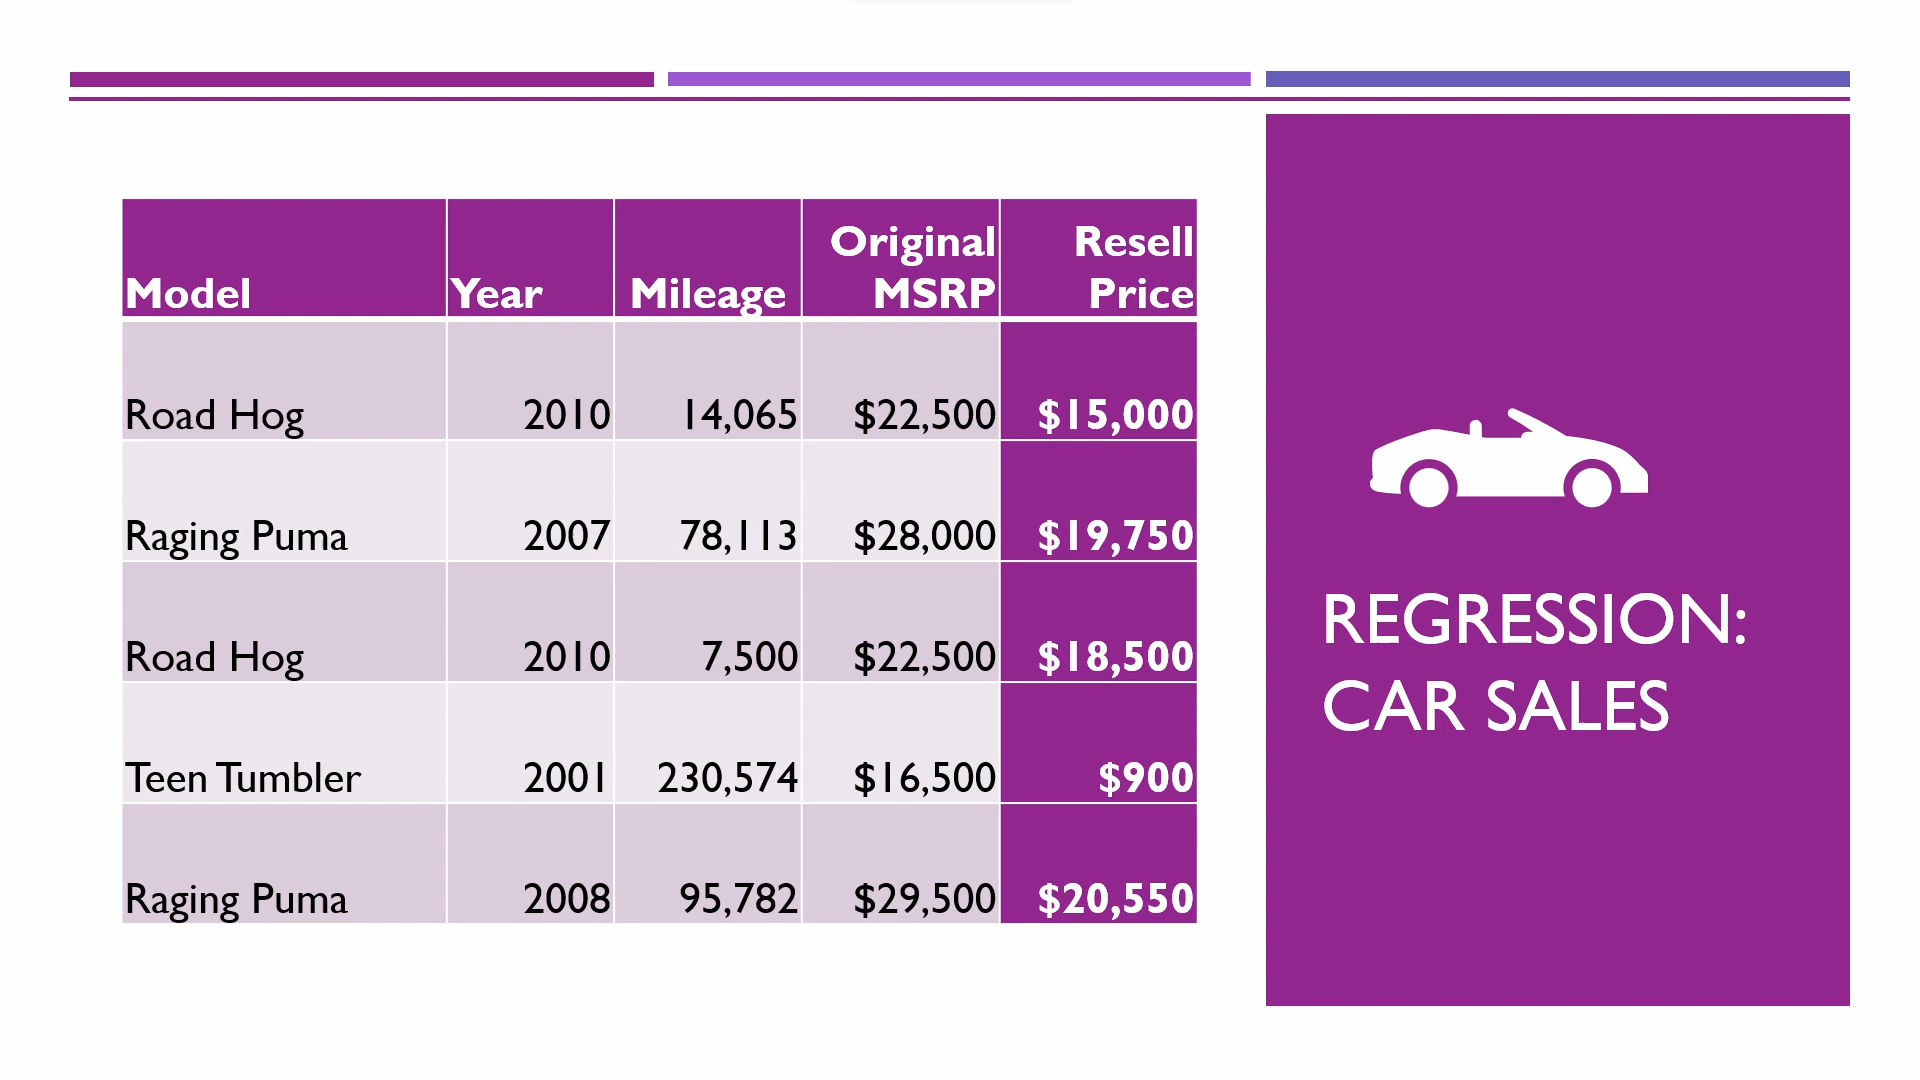 Model Year Mileage Original MSRP Resell Price
Road Hog 2010 14,065 $22,500 $15,000
Raging Puma 2007 78,113 $28,000 $19,750
Road Hog 2010 7,500 $22,500 $18,500
Teen Tumbler 2001 230,574 $16,500 $900
Raging Puma 2008 95,782 $29,500 $20,550
REGRESSION:
CAR SALES